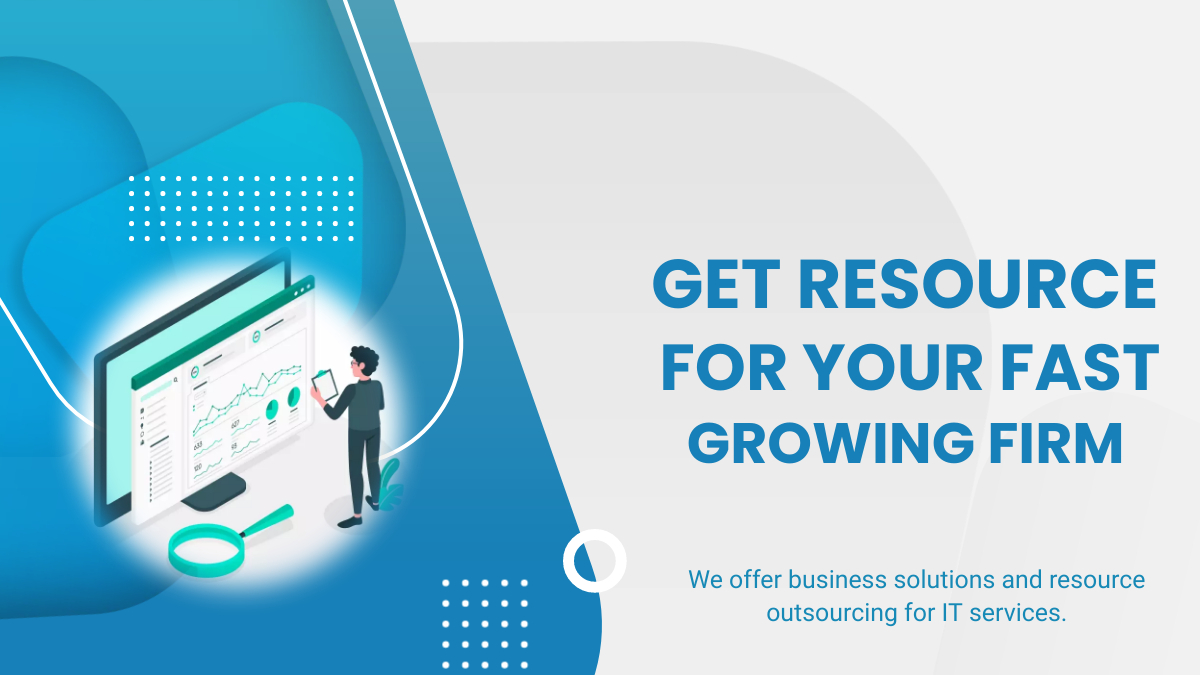 GET RESOURCE
FOR YOUR FAST
GROWING FIRM
We offer business solutions and resource
outsourcing for IT services.